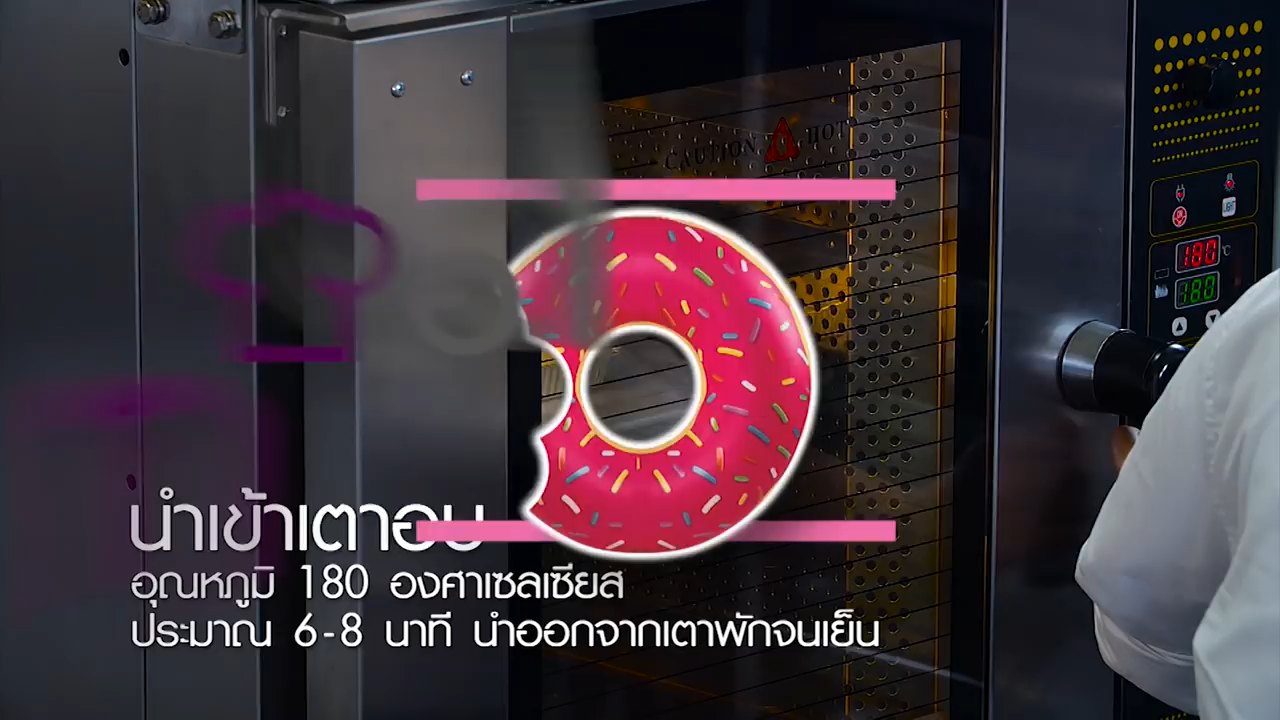 CAUTION HOT
180 °C
180
นำเข้าเตาอบ
อุณหภูมิ 180 องศาเซลเซียส
ประมาณ 6-8 นาที นำออกจากเตาพักจนเย็น